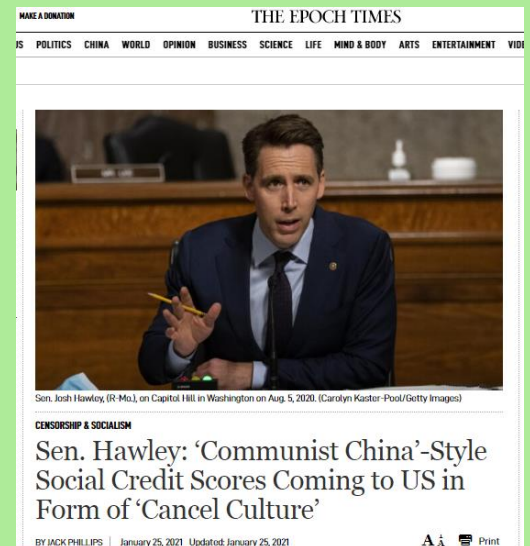 MAKE A DONATION
THE EPOCH TIMES
US POLITICS CHINA WORLD OPINION BUSINESS SCIENCE LIFE MIND & BODY ARTS ENTERTAINMENT VIDE
Sen. Josh Hawley, (R-Mo.), on Capitol Hill in Washington on Aug. 5, 2020. (Carolyn Kaster-Pool/Getty Images)
CENSORSHIP & SOCIALISM
Sen. Hawley: ‘Communist China’-Style
Social Credit Scores Coming to US in
Form of ‘Cancel Culture’
BY JACK PHILLIPS | January 25, 2021 Updated: January 25, 2021 A A Print